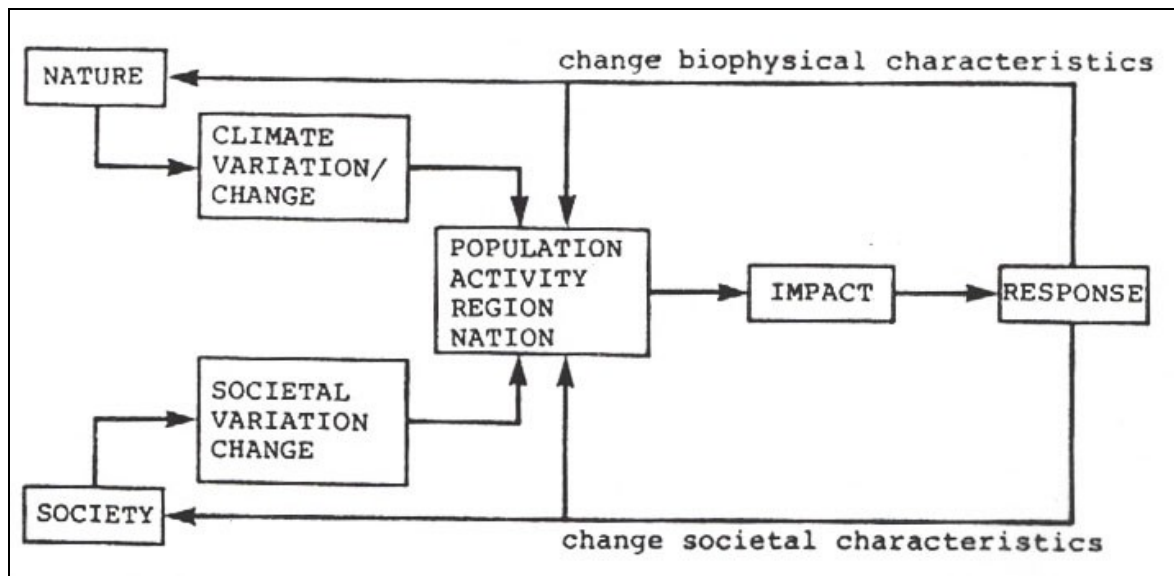 change biophysical characteristics
NATURE
CLIMATE
VARIATION/
CHANGE
POPULATION
ACTIVITY
REGION
NATION
IMPACT
RESPONSE
SOCIETAL
VARIATION
CHANGE
SOCIETY
change societal characteristics